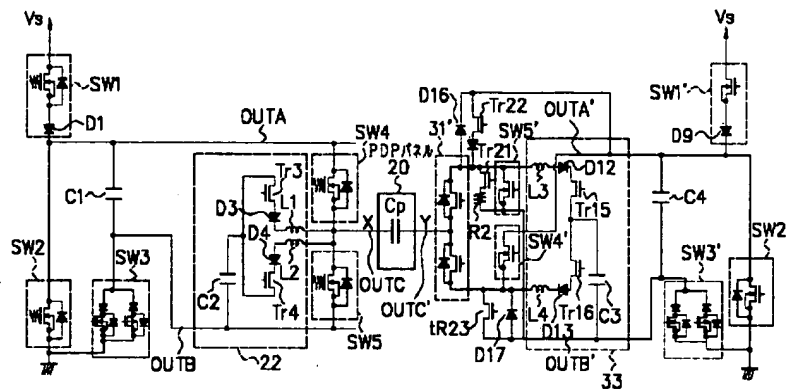 Vs
SW1
D1
OUTA
C1
SW2
SW3
OUTB
22
Tr3
D3
L1
D4
L2
C2
Tr4
SW4
PDPパネル
20
Cp
X
Y
OUTC
OUTC'
SW5
31'
D16
Tr22
Tr21
SW5'
R2
SW4'
tR23
D17
OUTA'
L3
D12
Tr15
L4
Tr16
D13
C3
OUTB'
33
Vs
SW1'
D9
C4
SW3'
SW2